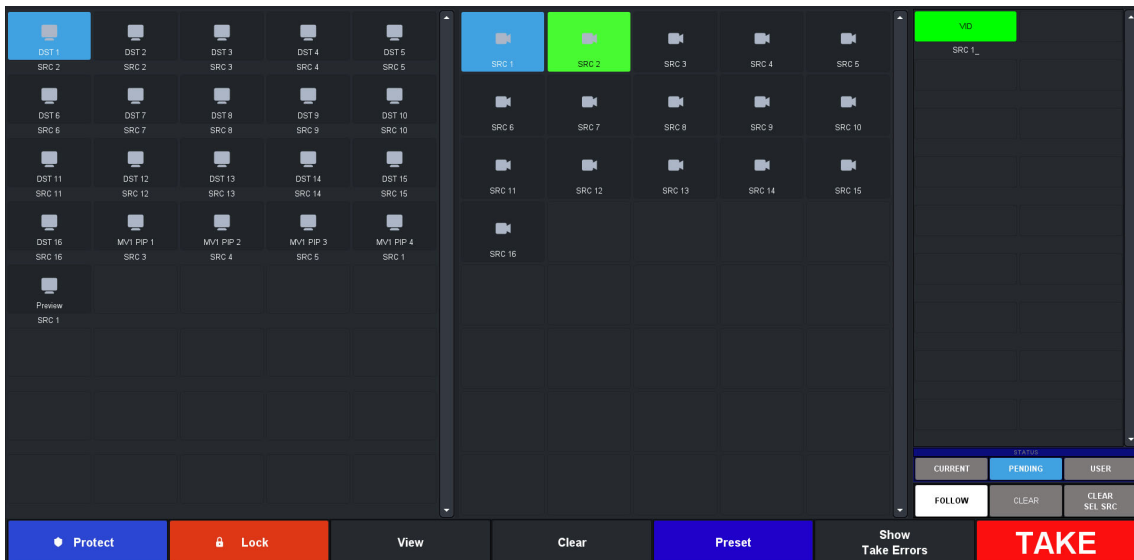 DST 1 DST 2 DST 3 DST 4 DST 5
SRC 2 SRC 2 SRC 3 SRC 4 SRC 5
DST 6 DST 7 DST 8 DST 9 DST 10
SRC 6 SRC 7 SRC 8 SRC 9 SRC 10
DST 11 DST 12 DST 13 DST 14 DST 15
SRC 11 SRC 12 SRC 13 SRC 14 SRC 15
DST 16 MV1 PIP 1 MV1 PIP 2 MV1 PIP 3 MV1 PIP 4
SRC 16 SRC 3 SRC 4 SRC 5 SRC 1
Preview
SRC 1
SRC 1 SRC 2 SRC 3 SRC 4 SRC 5
SRC 6 SRC 7 SRC 8 SRC 9 SRC 10
SRC 11 SRC 12 SRC 13 SRC 14 SRC 15
SRC 16
VID
SRC 1_
STATUS
CURRENT PENDING USER
FOLLOW CLEAR CLEAR
SEL SRC
Protect Lock View Clear Preset Show
Take Errors
TAKE